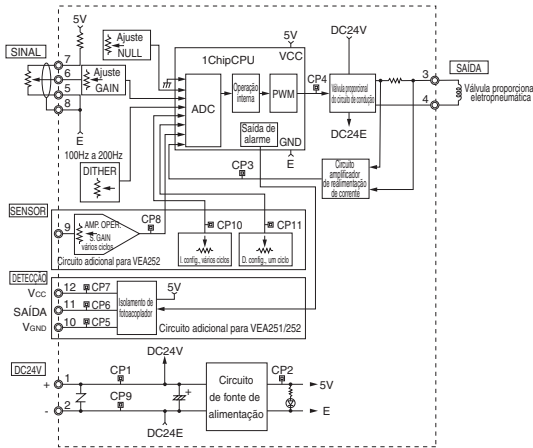 5V
SINAL
7
6
5
8
Ajuste
GAIN
E
Ajuste
NULL
100Hz a 200Hz
DITHER
1ChipCPU
5V
VCC
ADC
Operação
interna
PWM
Saída de
alarme
GND
E
CP4
CP3
DC24V
Válvula proporcional
do circuito de condução
DC24E
3
4
SAÍDA
Válvula proporciona
eletropneumática
Circuito
amplificador
de realimentação
de corrente
SENSOR
9
AMP. OPER.
S. GAIN
vários ciclos
CP8
CP10
I. config., vários ciclos
CP11
D. config., um ciclo
Circuito adicional para VEA252
DETECÇÃO
VCC
12
CP7
SAÍDA
11
CP6
VGND
10
CP5
Isolamento de
fotoacoplador
5V
Circuito adicional para VEA251/252
DC24V
+
1
CP1
DC24V
-
2
CP9
DC24E
+
Circuito
de fonte de
alimentação
CP2
5V
E